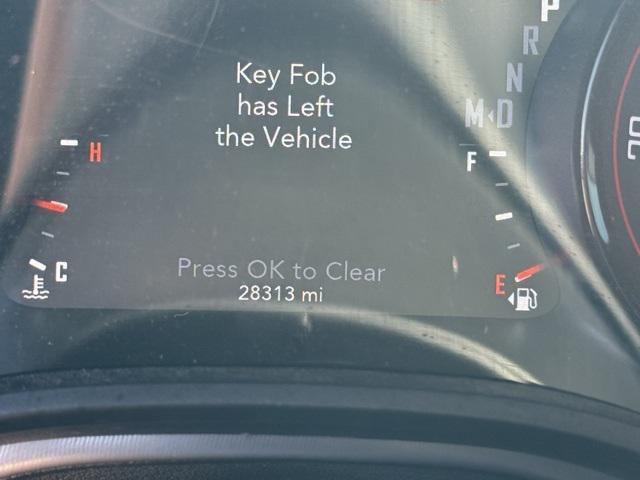 P
R
N
M D
Key Fob
has Left
the Vehicle
H
F
C
Press OK to Clear
28313 mi
E